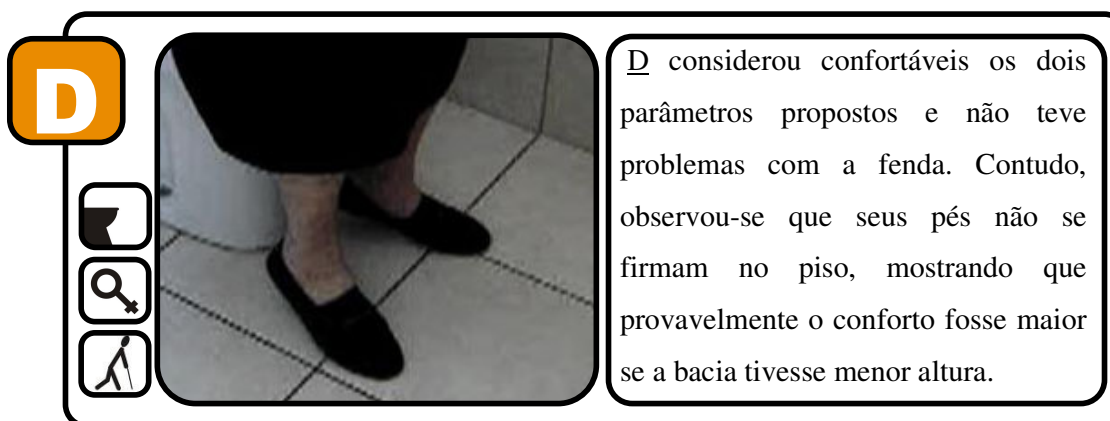 D
D considerou confortáveis os dois
parâmetros propostos e não teve
problemas com a fenda. Contudo,
observou-se que seus pés não se
firmam no piso, mostrando que
provavelmente o conforto fosse maior
se a bacia tivesse menor altura.